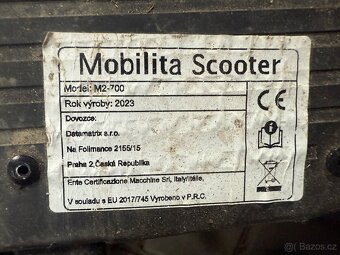 Mobilita Scooter
Model: M2-700
Rok výroby: 2023
Dovozce:
Datamatrix s.r.o.
Na Folimance 2155/15
Praha 2,Česká Republika
Ente Certificazione Macchine Srl, Italy/Itálie,
V souladu s EU 2017/745 Vyrobeno v P.R.C.
CE
Bazos.cz